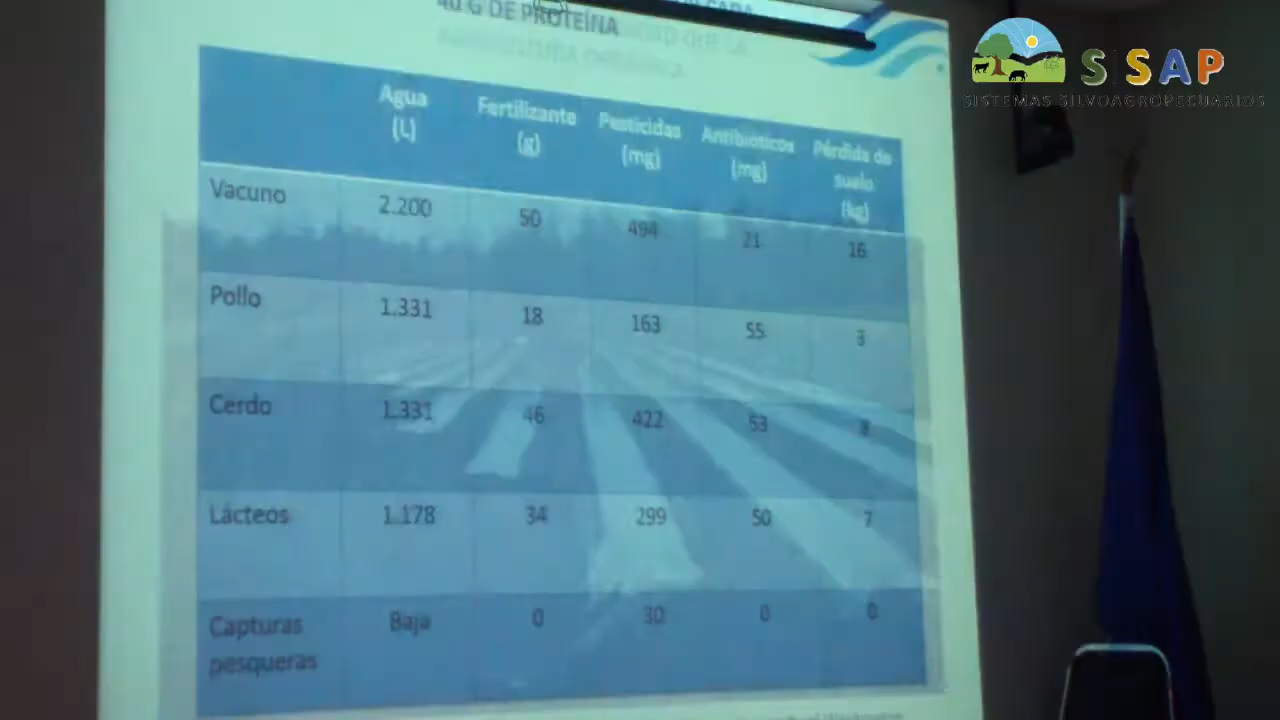 40 G DE PROTEÍNA
SISAP
SISTEMAS SILVOAGROPECUARIOS
Agua (L) Fertilizante (g) Pesticidas (mg) Antibioticos (mg) Pérdida de suelo (kg)
Vacuno 2.200 50 494 21 16
Pollo 1.331 18 163 55 3
Cerdo 1.331 46 422 53
Lácteos 1.178 34 299 50 7
Capturas pesqueras Baja 0 30 0 0